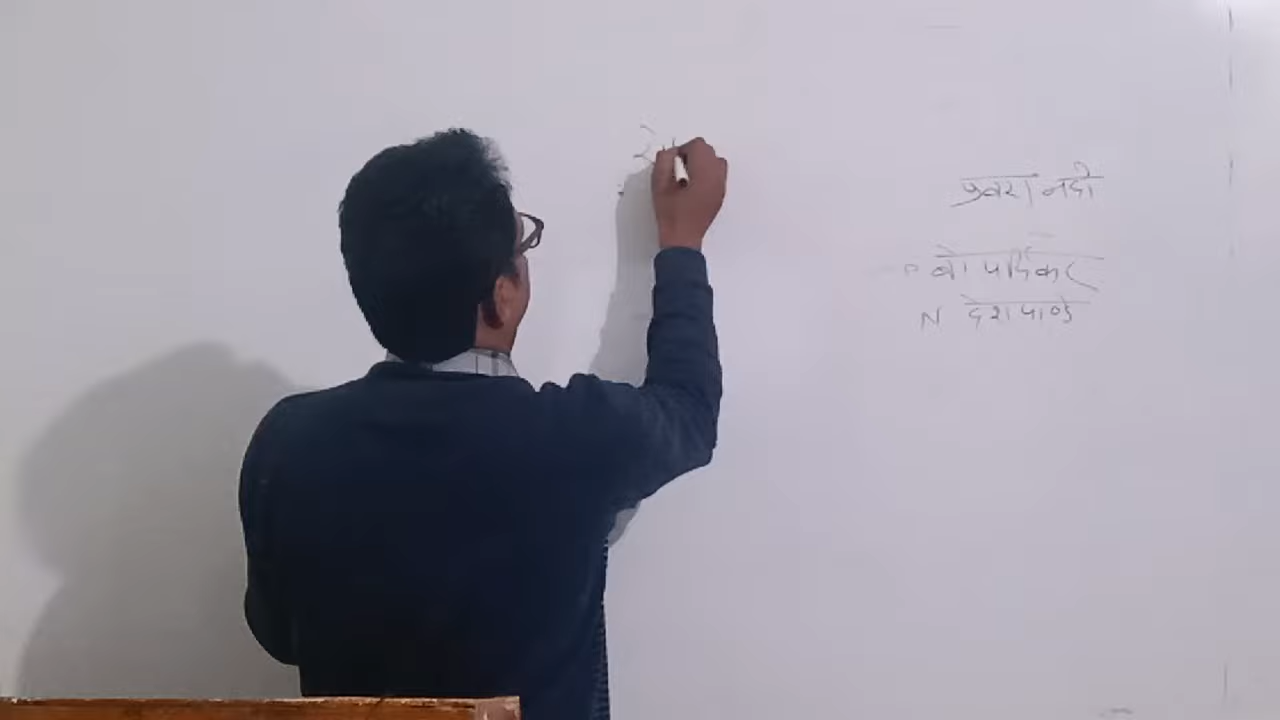 प्रवरा नदी
P बोपर्डिकर
N देशपाण्डे